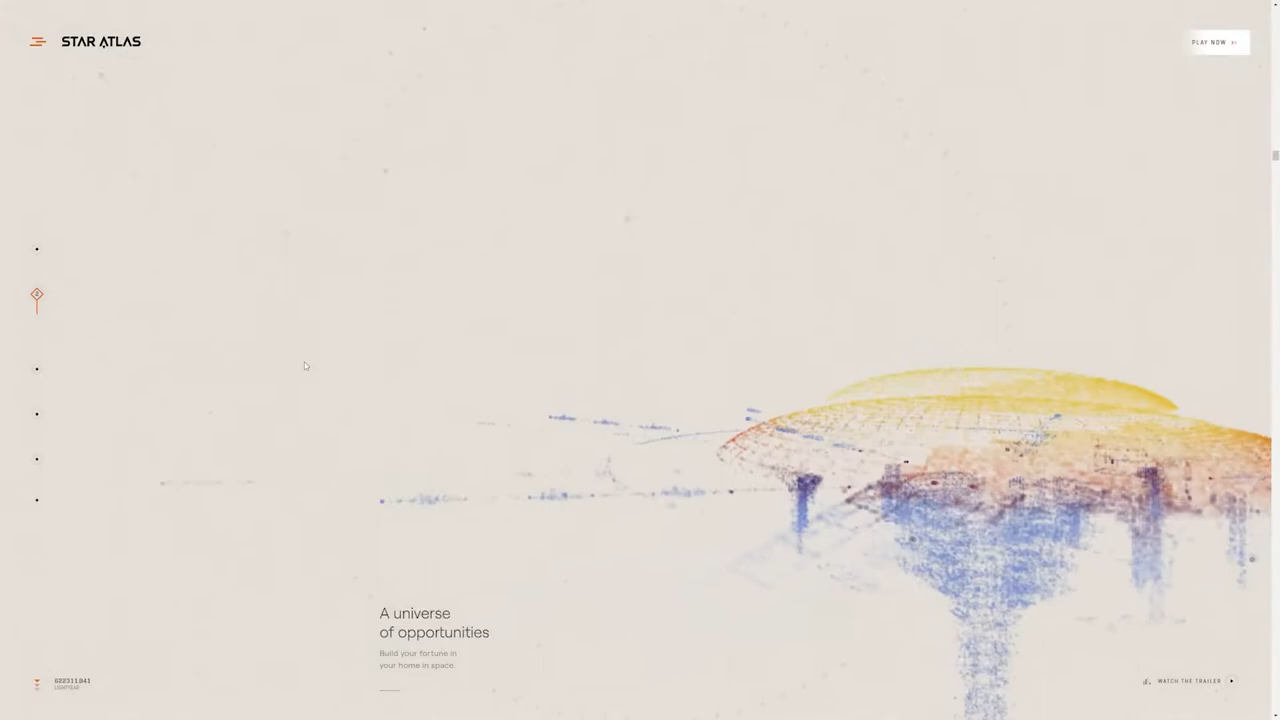 STAR ATLAS
PLAY NOW
2
A universe
of opportunities
Build your fortune in
your home in space.
622311.941
LIGHTYEAR
WATCH THE TRAILER